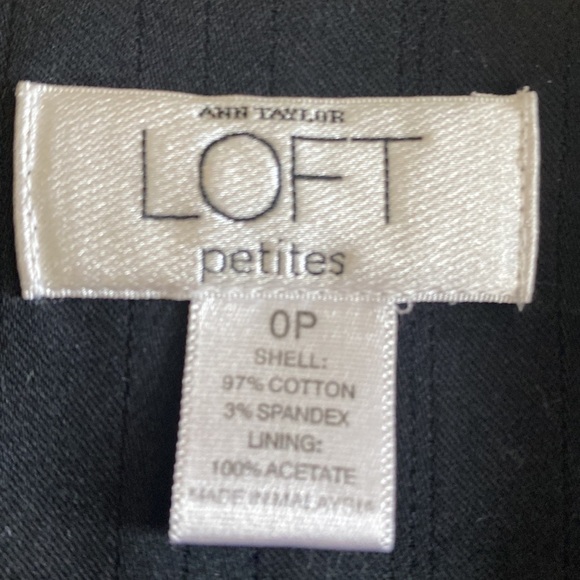 ANN TAYLOR
LOFT
petites
0P
SHELL:
97% COTTON
3% SPANDEX
LINING:
100% ACETATE
MADE IN MALAYSIA